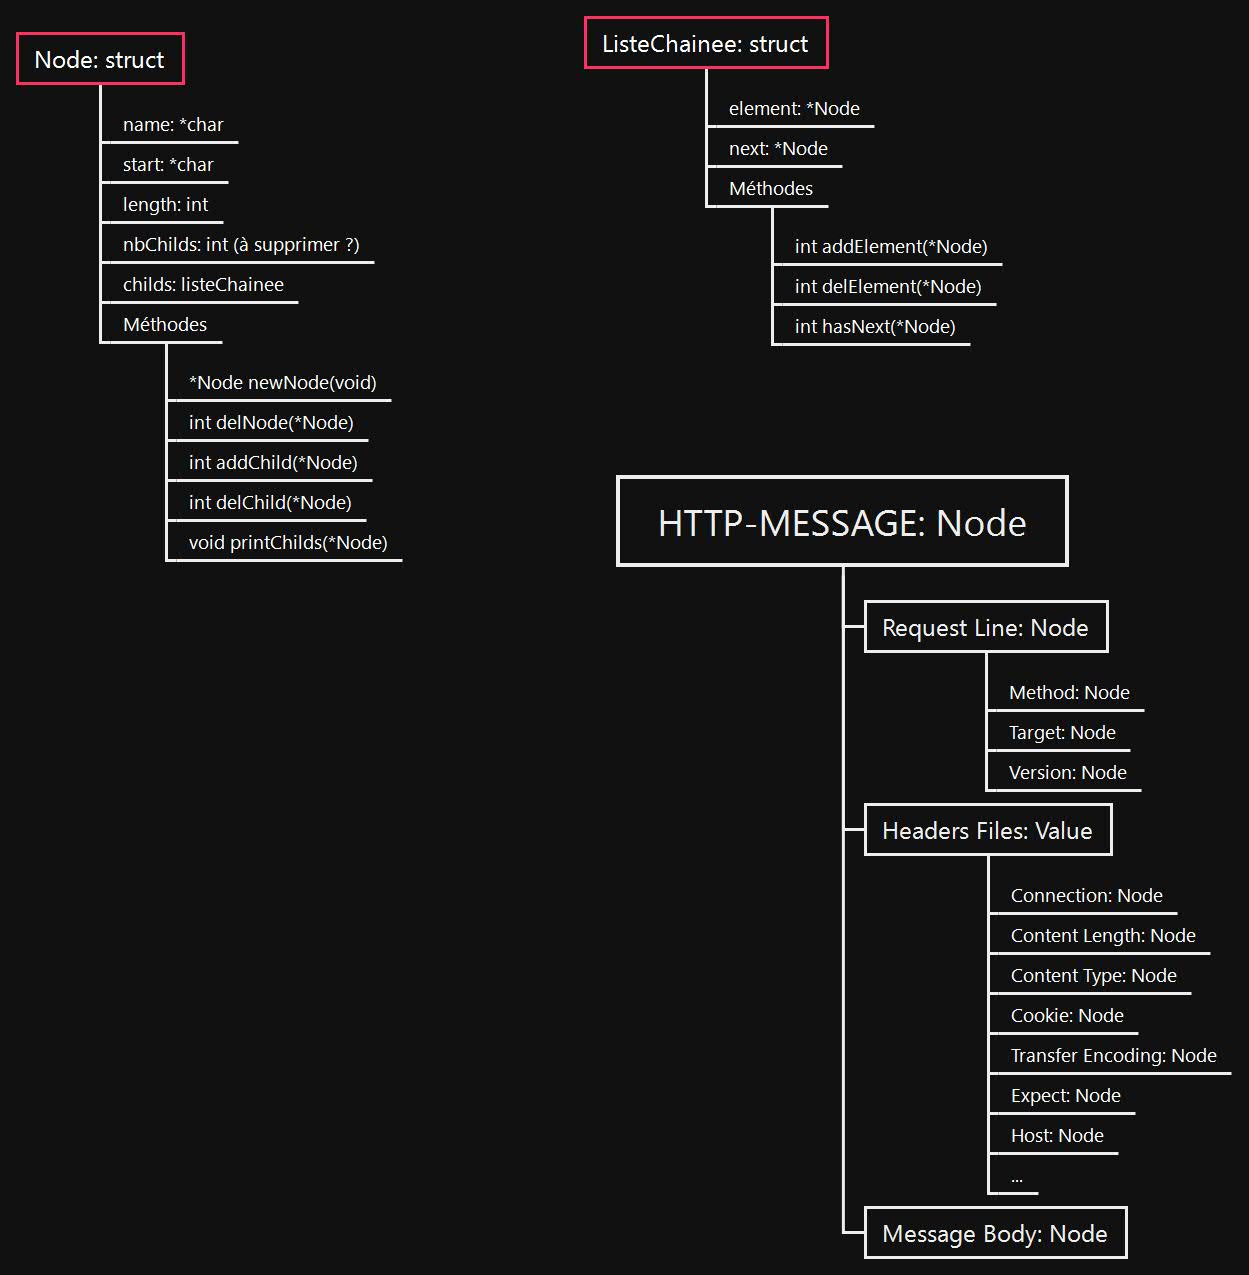 Node: struct
name: *char
start: *char
length: int
nbChilds: int (à supprimer ?)
childs: listeChainee
Méthodes
*Node newNode(void)
int delNode(*Node)
int addChild(*Node)
int delChild(*Node)
void printChilds(*Node)
ListeChainee: struct
element: *Node
next: *Node
Méthodes
int addElement(*Node)
int delElement(*Node)
int hasNext(*Node)
HTTP-MESSAGE: Node
Request Line: Node
Method: Node
Target: Node
Version: Node
Headers Files: Value
Connection: Node
Content Length: Node
Content Type: Node
Cookie: Node
Transfer Encoding: Node
Expect: Node
Host: Node
...
Message Body: Node